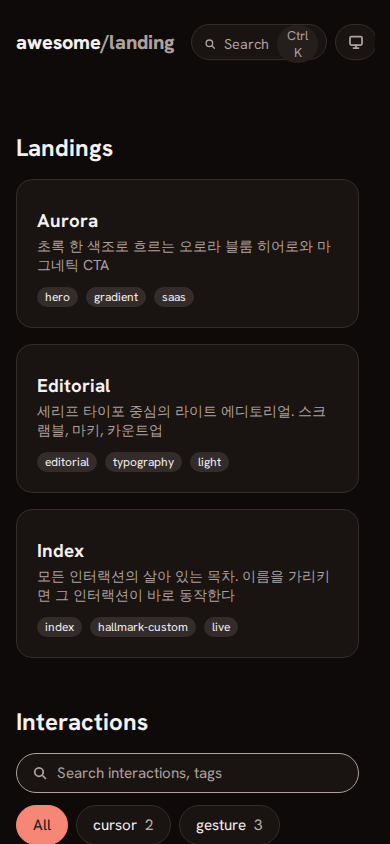 awesome/landing
Search
Ctrl
K
Landings
Aurora
초록 한 색조로 흐르는 오로라 블룸 히어로와 마
그네틱 CTA
hero gradient saas
Editorial
세리프 타이포 중심의 라이트 에디토리얼. 스크
램블, 마키, 카운트업
editorial typography light
Index
모든 인터랙션의 살아 있는 목차. 이름을 가리키
면 그 인터랙션이 바로 동작한다
index hallmark-custom live
Interactions
Search interactions, tags
All cursor 2 gesture 3